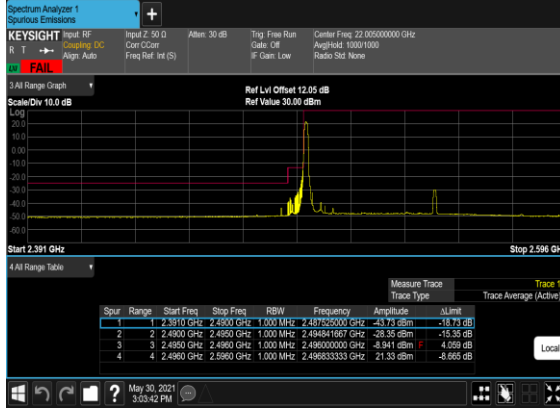 Spectrum Analyzer 1
Spurious Emissions
+
KEYSIGHT Input: RF Input Z: 50 Ω Atten: 30 dB Trig: Free Run Center Freq: 22.005000000 GHz
R T Coupling: DC Corr CCorr Gate: Off Avg|Hold: 1000/1000
Align: Auto Freq Ref: Int (S) IF Gain: Low Radio Std: None
FAIL
3 All Range Graph
Ref Lvl Offset 12.05 dB
Scale/Div 10.0 dB Ref Value 30.00 dBm
Log
20.0
10.0
0.00
-10.0
-20.0
-30.0
-40.0
-50.0
-60.0
Start 2.391 GHz Stop 2.596 GH
4 All Range Table
Measure Trace Trace 1
Trace Type Trace Average (Active)
Spur Range Start Freq Stop Freq RBW Frequency Amplitude ΔLimit
1 1 2.3910 GHz 2.4900 GHz 1.000 MHz 2.487525000 GHz -43.73 dBm -18.73 dB
2 2 2.4900 GHz 2.4950 GHz 1.000 MHz 2.494841667 GHz -28.35 dBm -15.35 dB
3 3 2.4950 GHz 2.4960 GHz 1.000 MHz 2.496000000 GHz -8.941 dBm F 4.059 dB
4 4 2.4960 GHz 2.5960 GHz 1.000 MHz 2.496833333 GHz 21.33 dBm -8.665 dB
Local
? May 30, 2021
3:03:42 PM